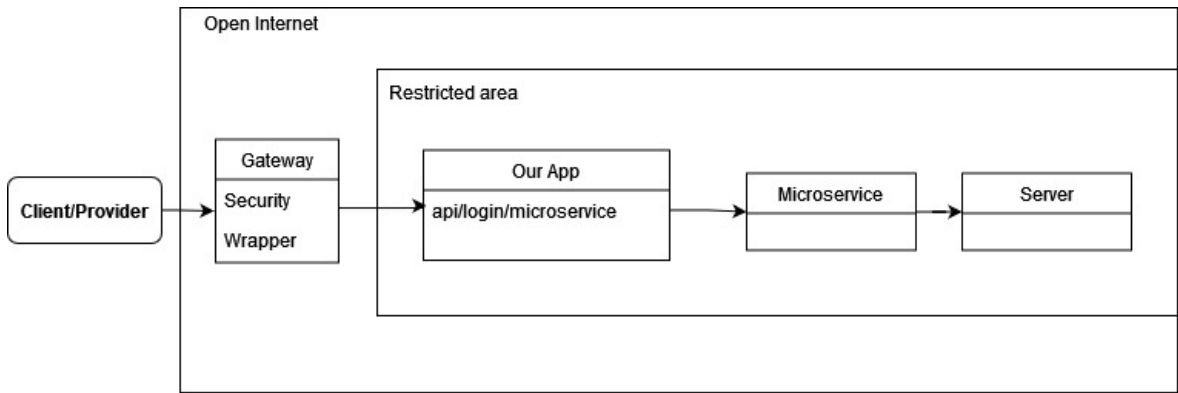 Open Internet
Restricted area
Client/Provider
Gateway
Security
Wrapper
Our App
api/login/microservice
Microservice
Server